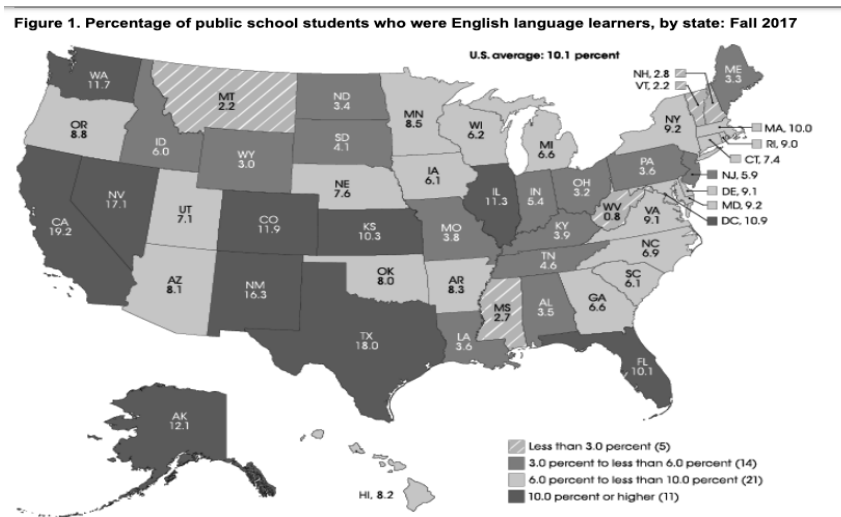 Figure 1. Percentage of public school students who were English language learners, by state: Fall 2017
U.S. average: 10.1 percent
WA
11.7
MT
2.2
ND
3.4
MN
8.5
NH, 2.8
VT, 2.2
ME
3.3
OR
8.8
ID
6.0
WY
3.0
SD
4.1
WI
6.2
MI
6.6
NY
9.2
MA, 10.0
RI, 9.0
CT, 7.4
NV
17.1
UT
7.1
NE
7.6
IA
6.1
IL
11.3
IN
5.4
OH
3.2
PA
3.6
NJ, 5.9
DE, 9.1
MD, 9.2
DC, 10.9
CA
19.2
CO
11.9
KS
10.3
MO
3.8
KY
3.9
WV
0.8
VA
9.1
AZ
8.1
NM
16.3
OK
8.0
AR
8.3
TN
4.6
NC
6.9
SC
6.1
TX
18.0
LA
3.6
MS
2.7
AL
3.5
GA
6.6
FL
10.1
AK
12.1
HI, 8.2
Less than 3.0 percent (5)
3.0 percent to less than 6.0 percent (14)
6.0 percent to less than 10.0 percent (21)
10.0 percent or higher (11)